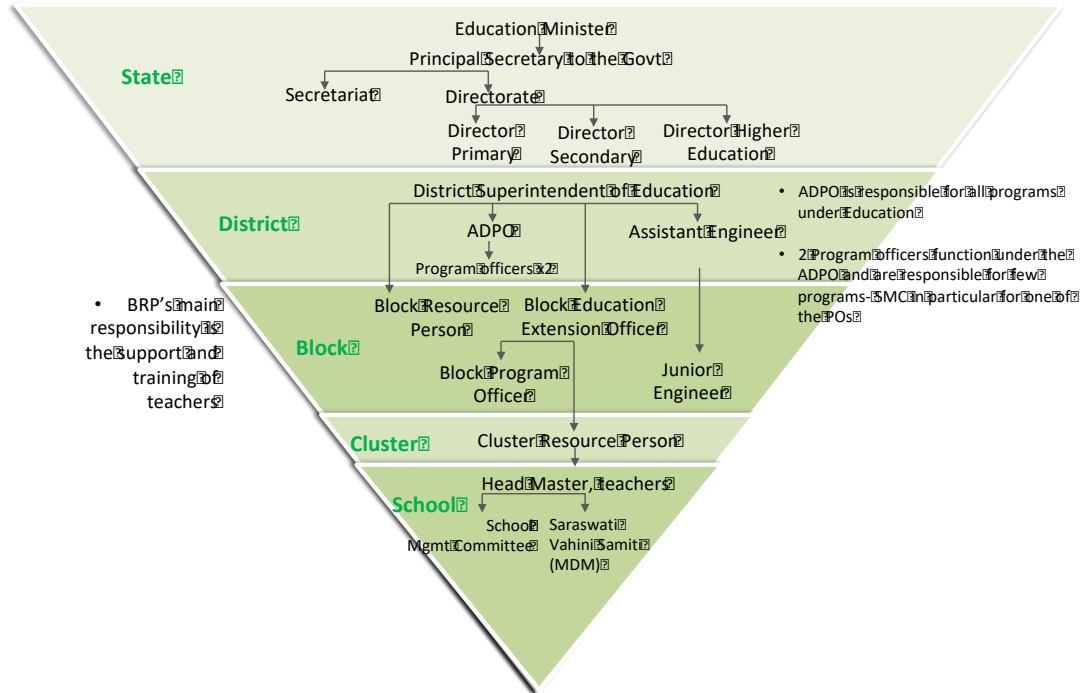 Education Minister
Principal Secretary to the Govt
State
Secretariat
Directorate
Director
Primary
Director
Secondary
Director Higher
Education
District Superintendent of Education
District
ADPO
Assistant Engineer
Program officers x2
• ADPO is responsible for all programs
under Education
• 2 Program officers function under the
ADPO and are responsible for few
programs- SMC in particular for one of
the POs
• BRP's main
responsibility is
the support and
training of
teachers
Block Resource
Person
Block Education
Extension Officer
Block
Block Program
Officer
Junior
Engineer
Cluster
Cluster Resource Person
Head Master, teachers
School
School
Mgmt Committee
Saraswati
Vahini Samiti
(MDM)